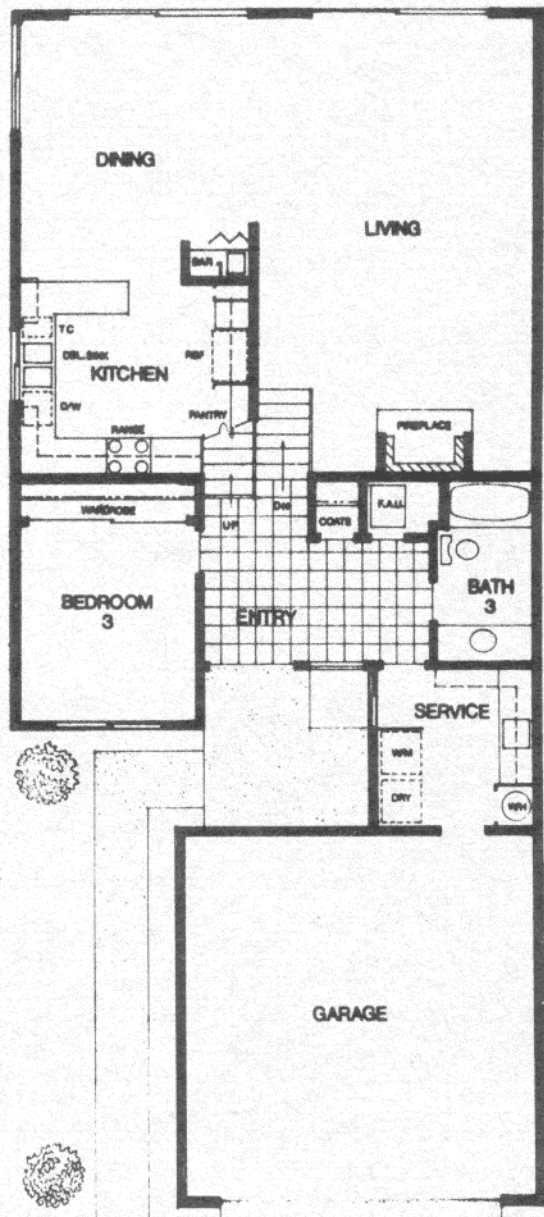 DINING
LIVING
BAR
T C
DBL. SINK
REF
KITCHEN
D/W
PANTRY
RANGE
FIREPLACE
WARDROBE
UP
DN
COATS
F.A.U.
BEDROOM
3
ENTRY
BATH
3
SERVICE
WM
DRY
WH
GARAGE